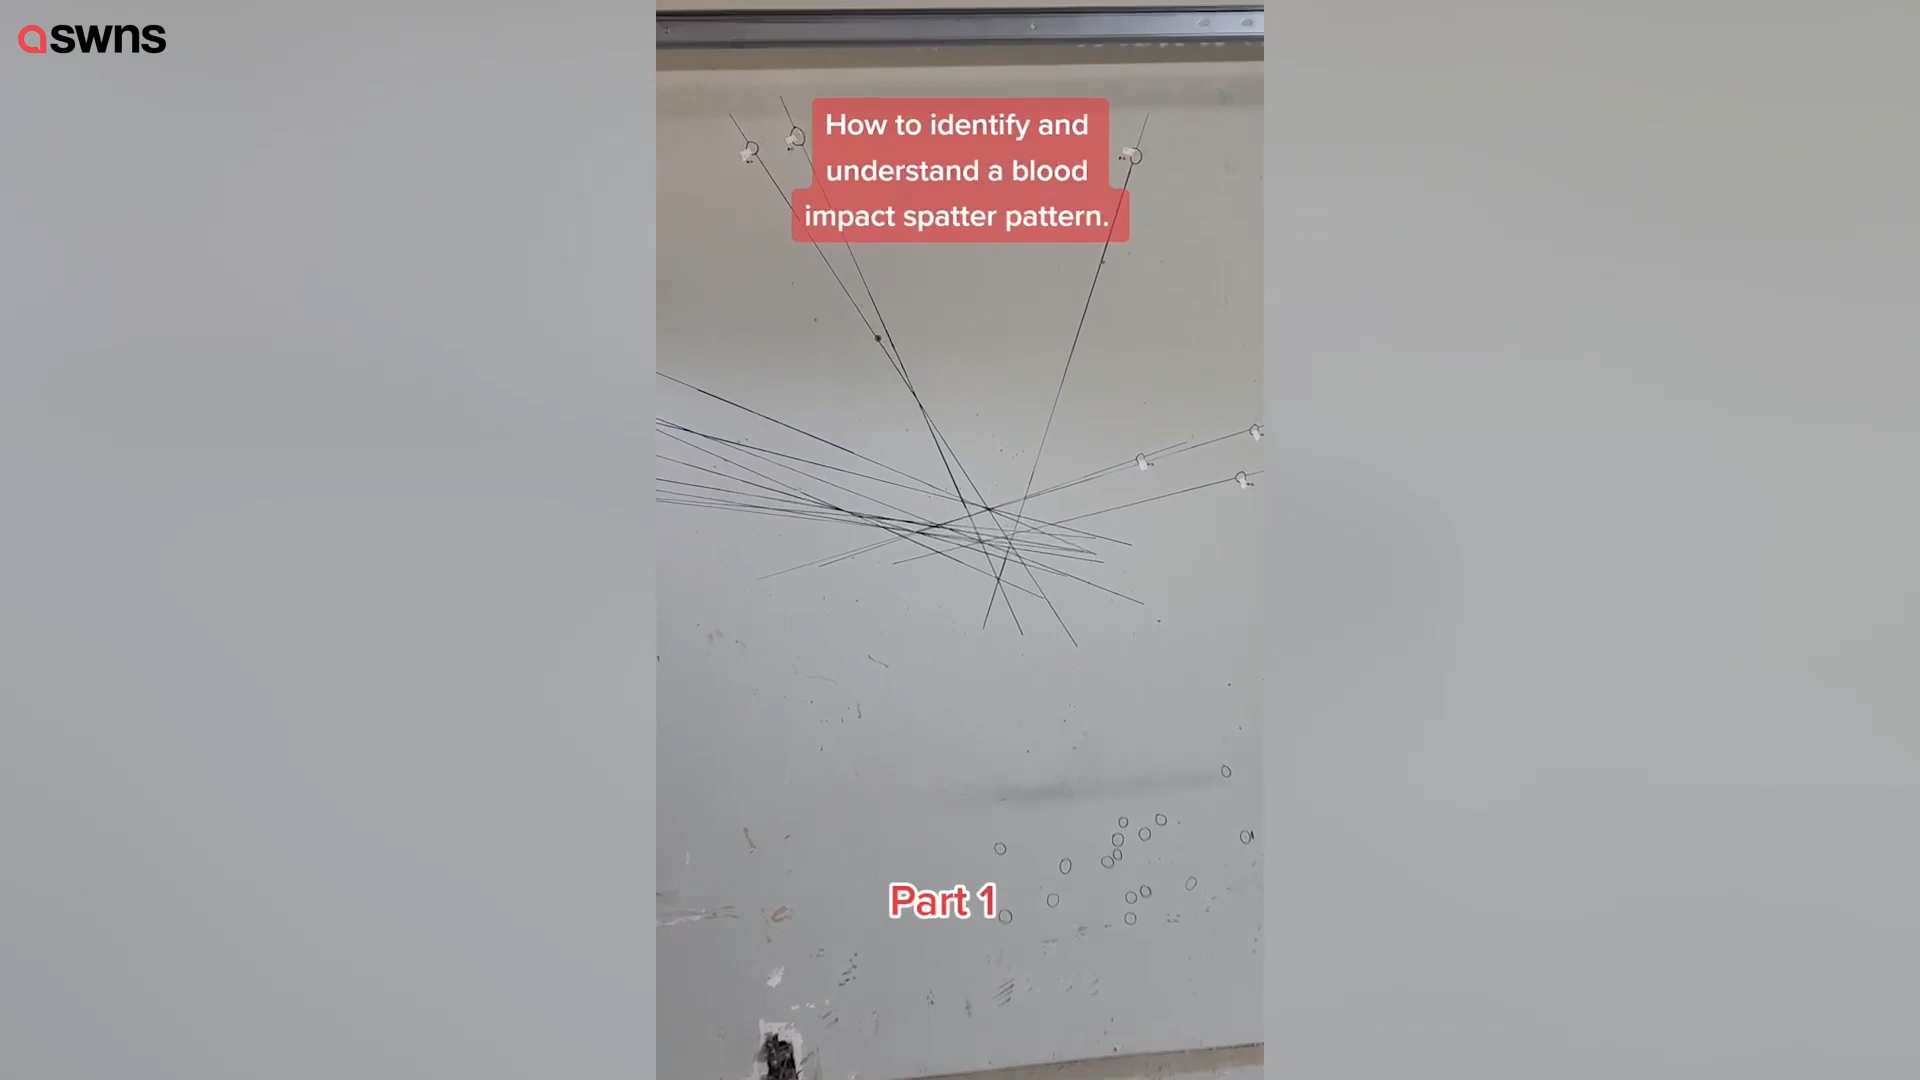 swns
How to identify and
understand a blood
impact spatter pattern.
Part 1